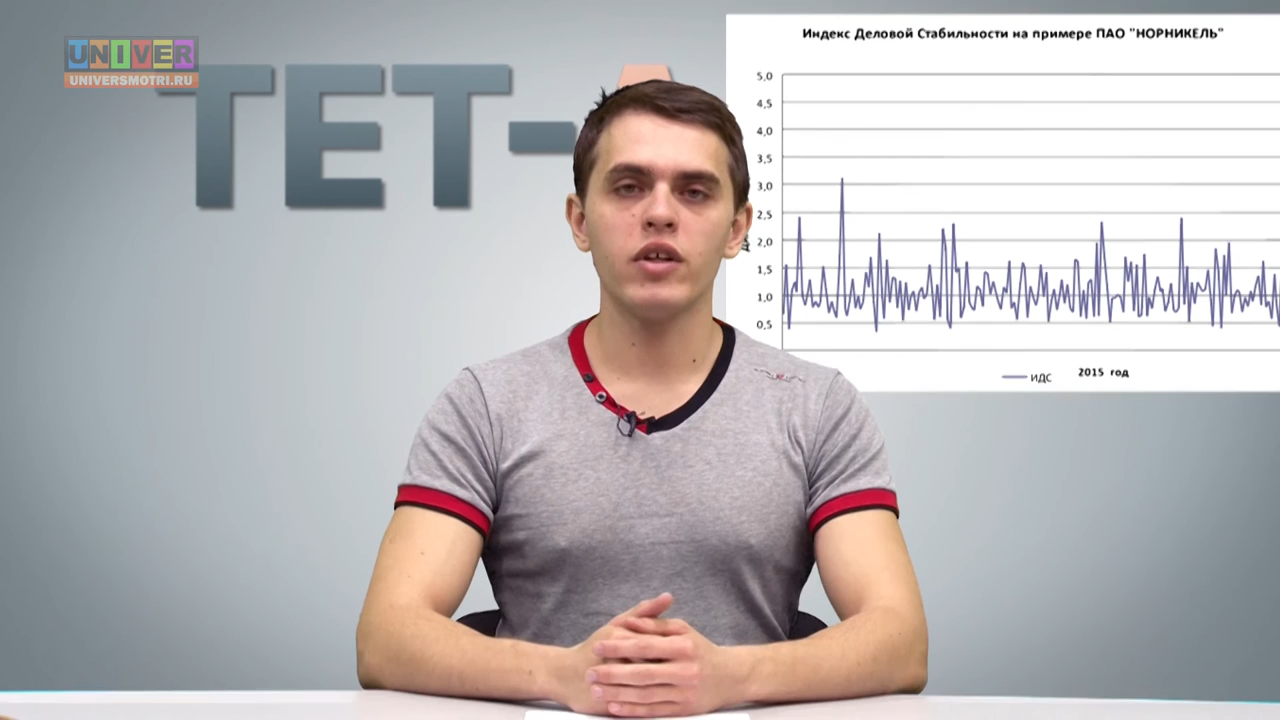 UNIVER
UNIVERSMOTRI.RU
ТЕТ-
Индекс Деловой Стабильности на примере ПАО "НОРНИКЕЛЬ"
5,0
4,5
4,0
3,5
3,0
2,5
2,0
1,5
1,0
0,5
ИДС
2015 год